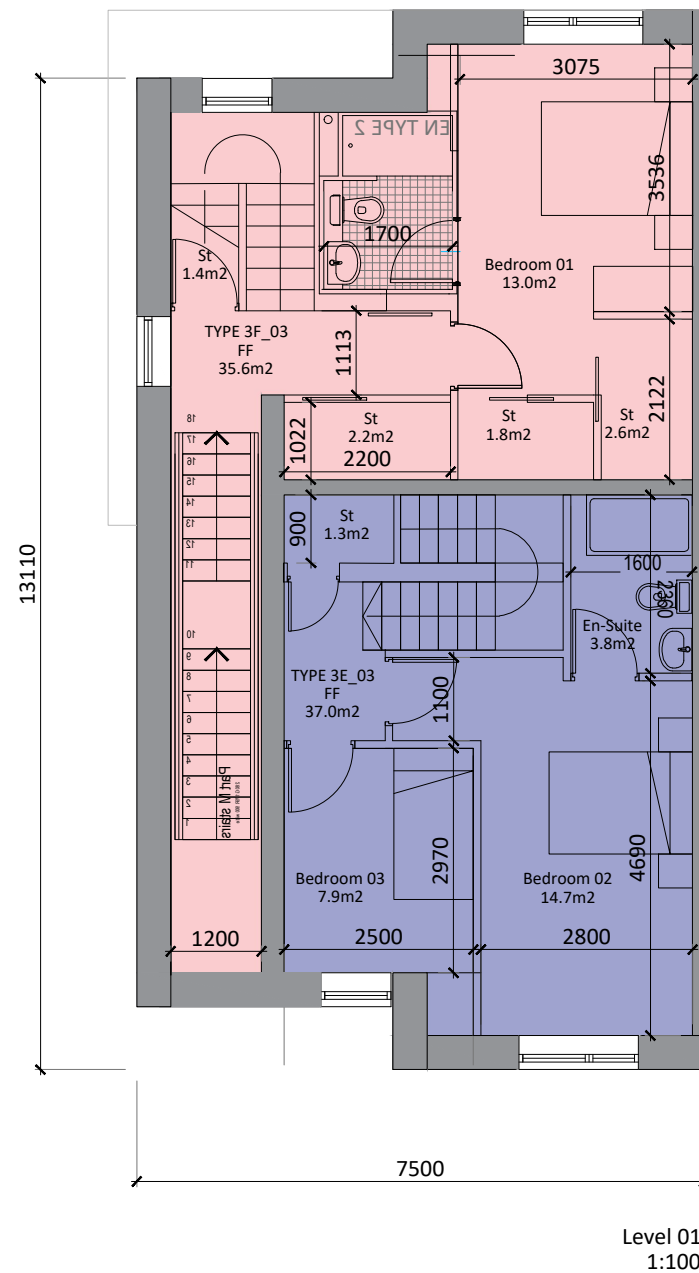 3075
EN TYPE 2
3536
1700
St
1.4m2
Bedroom 01
13.0m2
TYPE 3F_03
FF
35.6m2
1113
2122
St
2.2m2
St
1.8m2
St
2.6m2
1022
2200
18
17
16
15
14
13
12
11
10
9
8
7
6
5
4
3
2
1
Part M stairs
900
St
1.3m2
1600
2360
En-Suite
3.8m2
TYPE 3E_03
FF
37.0m2
1100
13110
Bedroom 03
7.9m2
2970
Bedroom 02
14.7m2
4690
1200
2500
2800
7500
Level 01
1:100